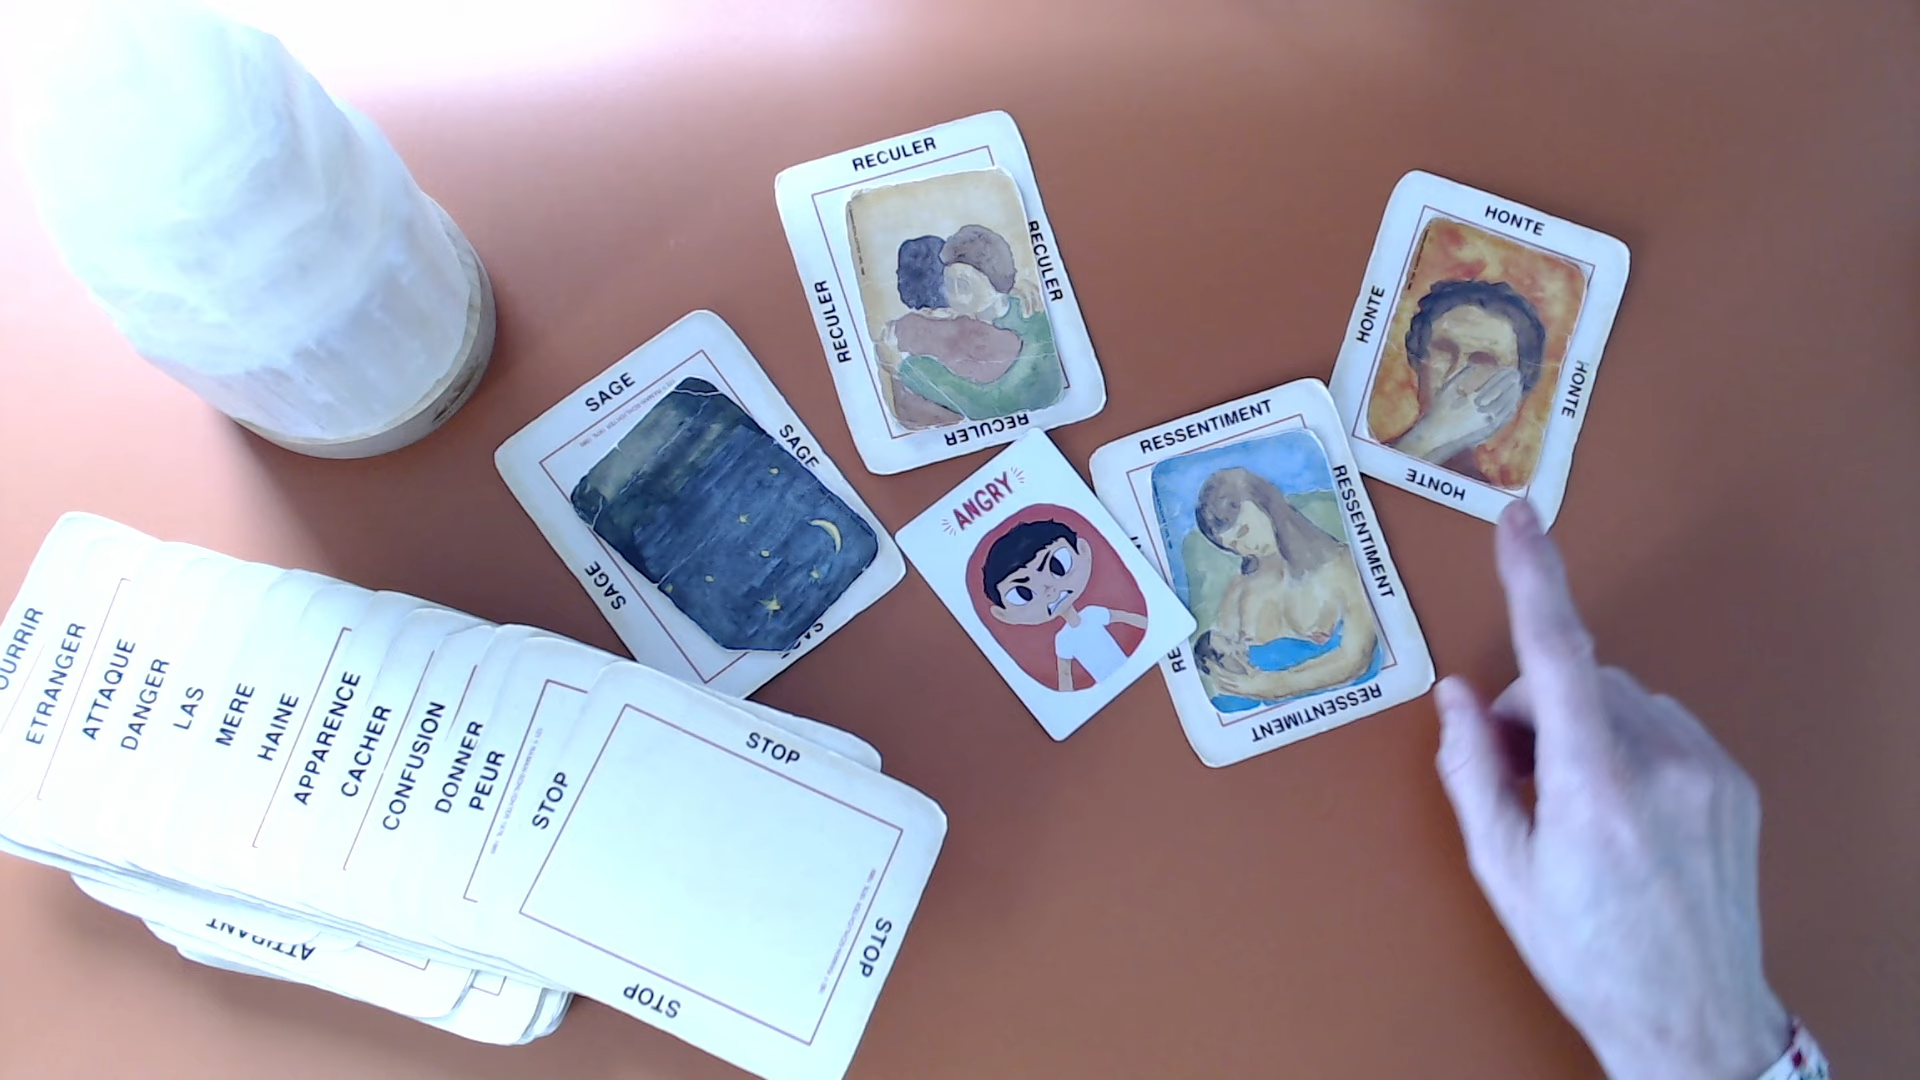 RECULER
RECULER
RECULER
RECULER
HONTE
HONTE
HONTE
HONTE
SAGE
SAGE
SAGE
RESSENTIMENT
RESSENTIMENT
RESSENTIMENT
ANGRY
ETRANGER
ATTAQUE
DANGER
LAS
MERE
HAINE
APPARENCE
CACHER
CONFUSION
DONNER
PEUR
STOP
STOP
STOP
STOP
ATTIRANT